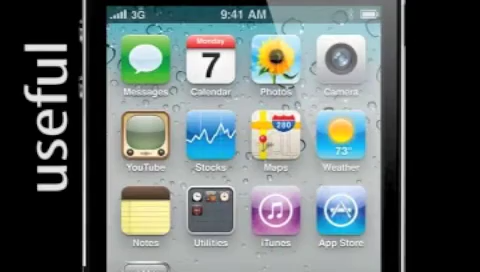 useful
3G 9:41 AM
Monday
7
Messages Calendar Photos Camera
280
73°
YouTube Stocks Maps Weather
Notes Utilities iTunes App Store